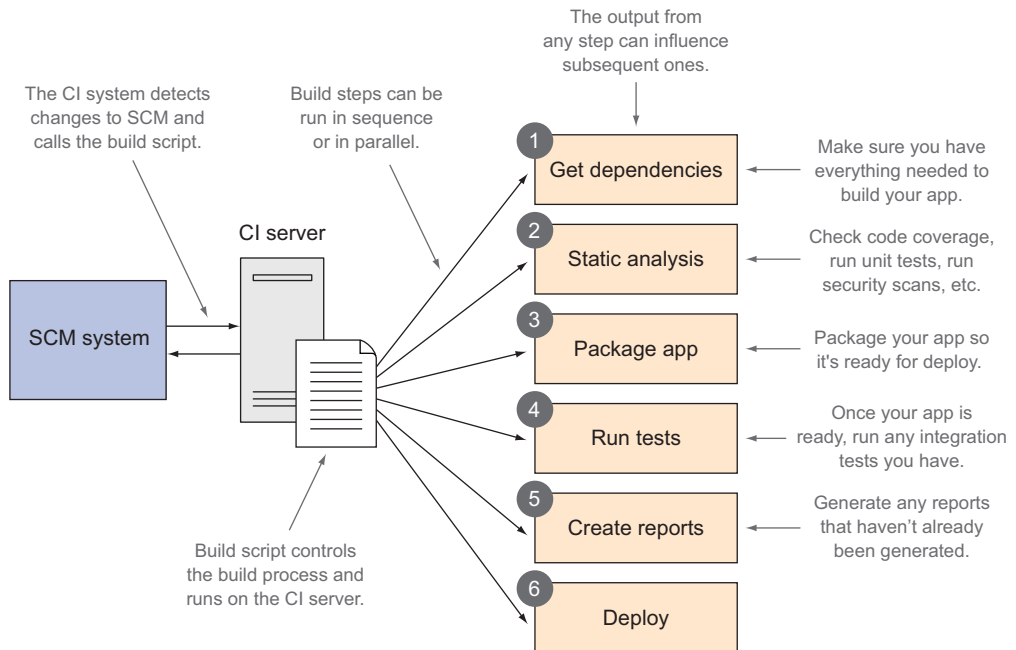 The output from
any step can influence
subsequent ones.
The CI system detects
changes to SCM and
calls the build script.
Build steps can be
run in sequence
or in parallel.
1
Get dependencies
Make sure you have
everything needed to
build your app.
CI server
2
Static analysis
Check code coverage,
run unit tests, run
security scans, etc.
SCM system
3
Package app
Package your app so
it's ready for deploy.
4
Run tests
Once your app is
ready, run any integration
tests you have.
5
Create reports
Generate any reports
that haven’t already
been generated.
Build script controls
the build process and
runs on the CI server.
6
Deploy